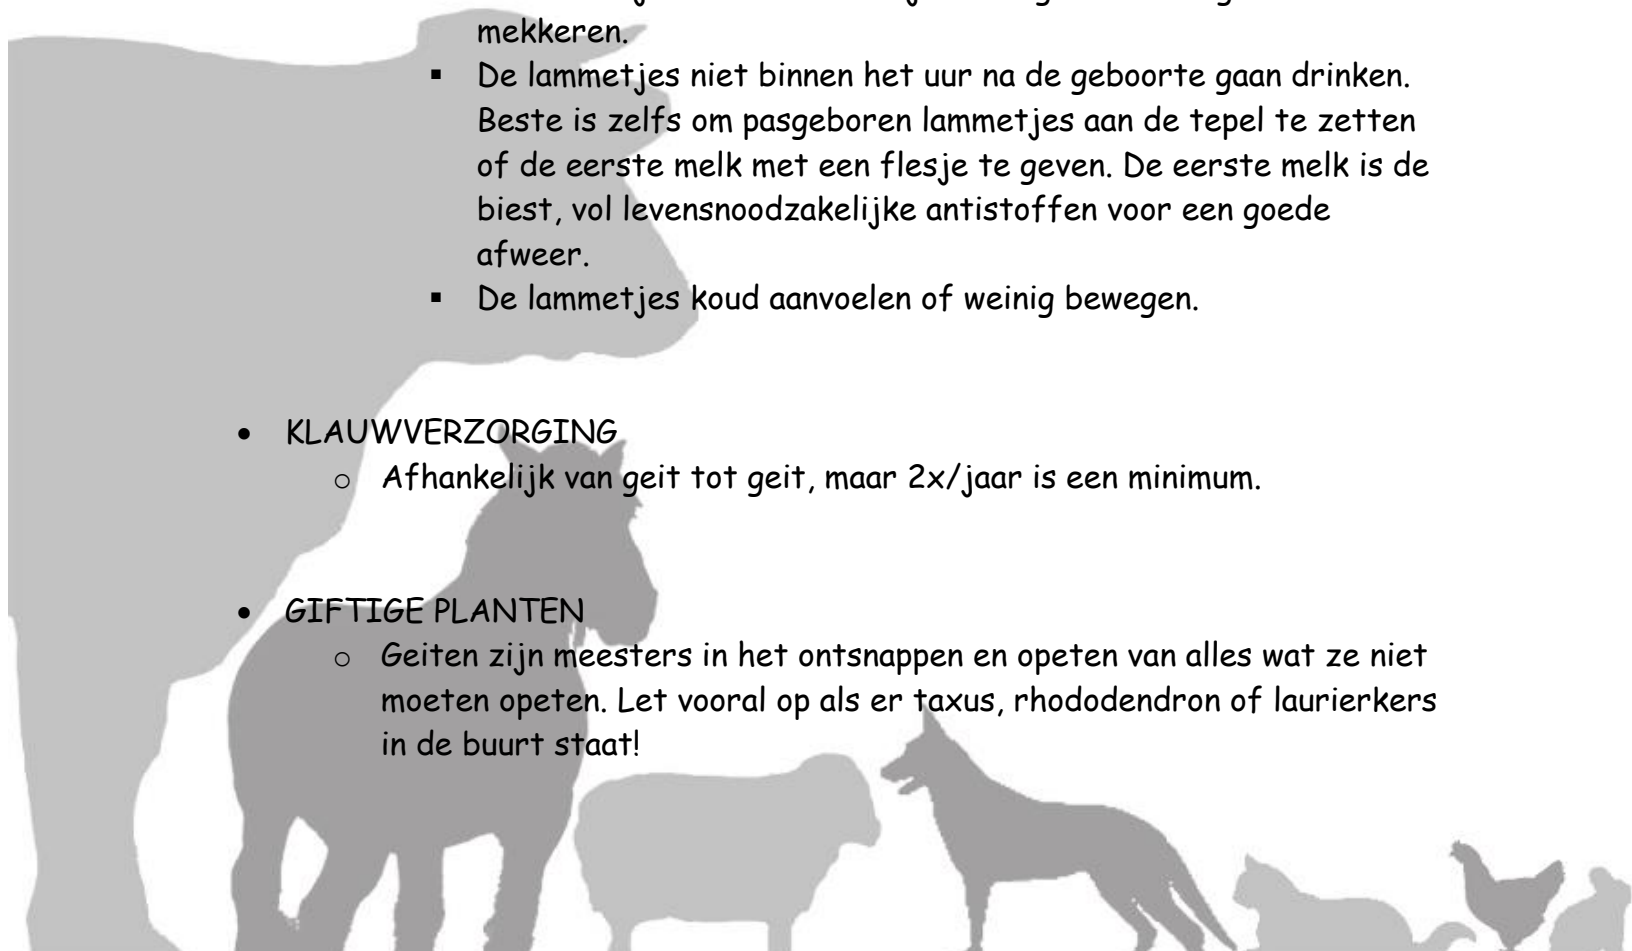 mekkeren.
▪ De lammetjes niet binnen het uur na de geboorte gaan drinken.
Beste is zelfs om pasgeboren lammetjes aan de tepel te zetten
of de eerste melk met een flesje te geven. De eerste melk is de
biest, vol levensnoodzakelijke antistoffen voor een goede
afweer.
▪ De lammetjes koud aanvoelen of weinig bewegen.
• KLAUWVERZORGING
o Afhankelijk van geit tot geit, maar 2x/jaar is een minimum.
• GIFTIGE PLANTEN
o Geiten zijn meesters in het ontsnappen en opeten van alles wat ze niet
moeten opeten. Let vooral op als er taxus, rhododendron of laurierkers
in de buurt staat!